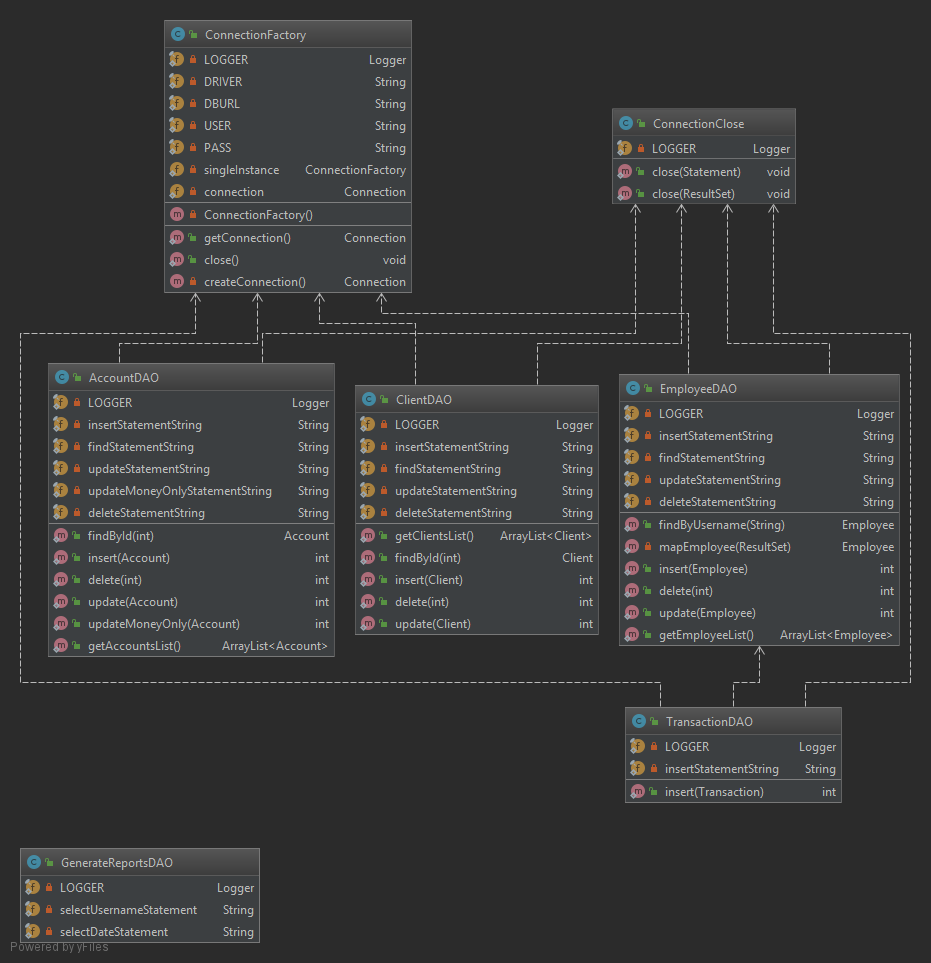 ConnectionFactory
LOGGER Logger
DRIVER String
DBURL String
USER String
PASS String
singleInstance ConnectionFactory
connection Connection
ConnectionFactory()
getConnection() Connection
close() void
createConnection() Connection
ConnectionClose
LOGGER Logger
close(Statement) void
close(ResultSet) void
AccountDAO
LOGGER Logger
insertStatementString String
findStatementString String
updateStatementString String
updateMoneyOnlyStatementString String
deleteStatementString String
findById(int) Account
insert(Account) int
delete(int) int
update(Account) int
updateMoneyOnly(Account) int
getAccountsList() ArrayList<Account>
ClientDAO
LOGGER Logger
insertStatementString String
findStatementString String
updateStatementString String
deleteStatementString String
getClientsList() ArrayList<Client>
findById(int) Client
insert(Client) int
delete(int) int
update(Client) int
EmployeeDAO
LOGGER Logger
insertStatementString String
findStatementString String
updateStatementString String
deleteStatementString String
findByUsername(String) Employee
mapEmployee(ResultSet) Employee
insert(Employee) int
delete(int) int
update(Employee) int
getEmployeeList() ArrayList<Employee>
TransactionDAO
LOGGER Logger
insertStatementString String
insert(Transaction) int
GenerateReportsDAO
LOGGER Logger
selectUsernameStatement String
selectDateStatement String
Powered by yFiles